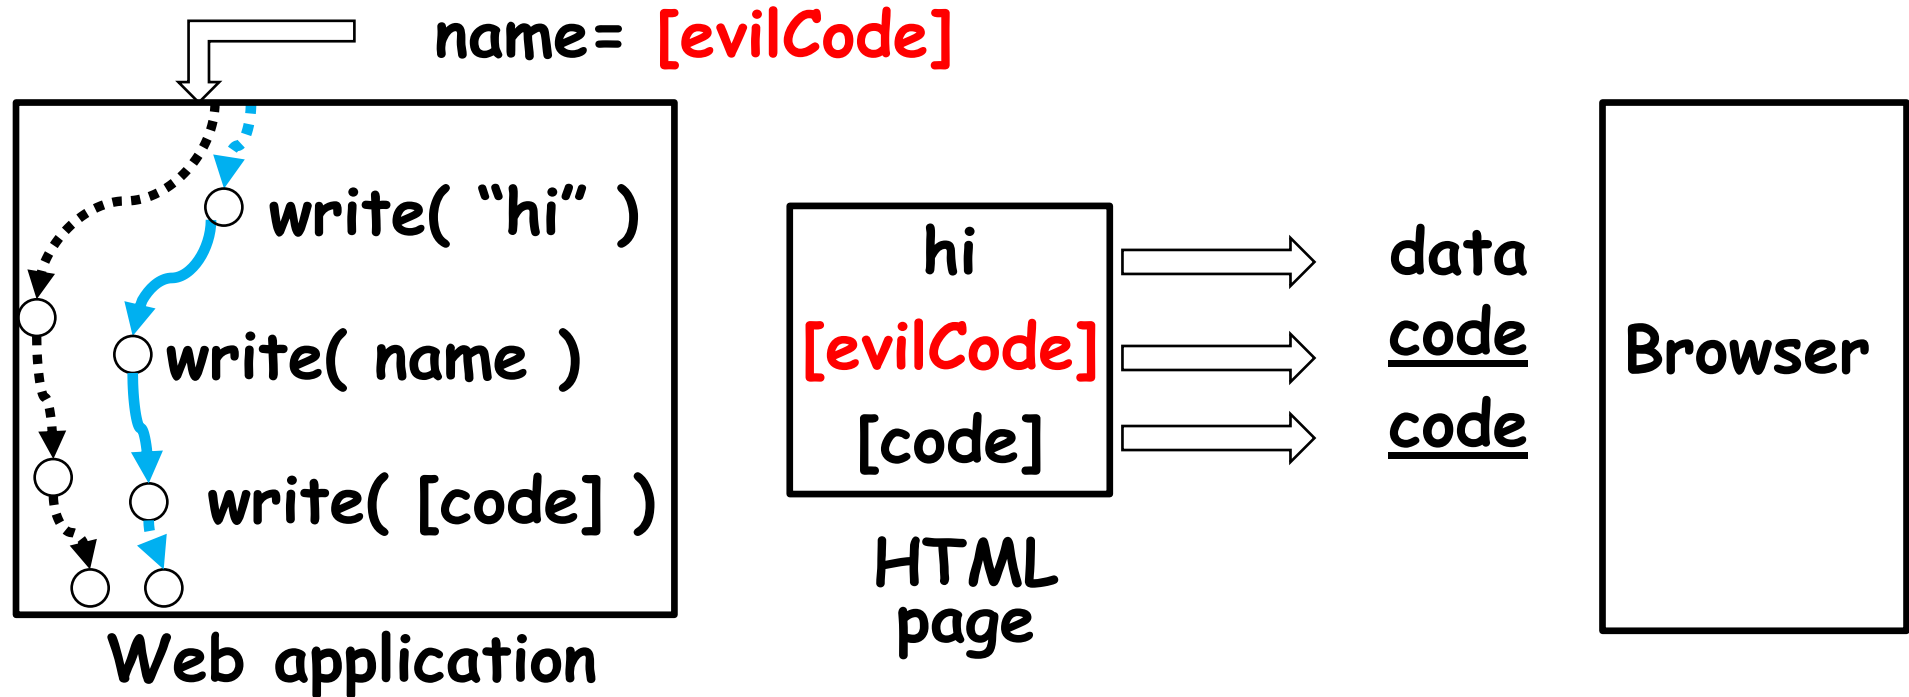 name= [evilCode]
write( “hi” )
write( name )
write( [code] )
Web application
hi
[evilCode]
[code]
HTML
page
data
code
code
Browser